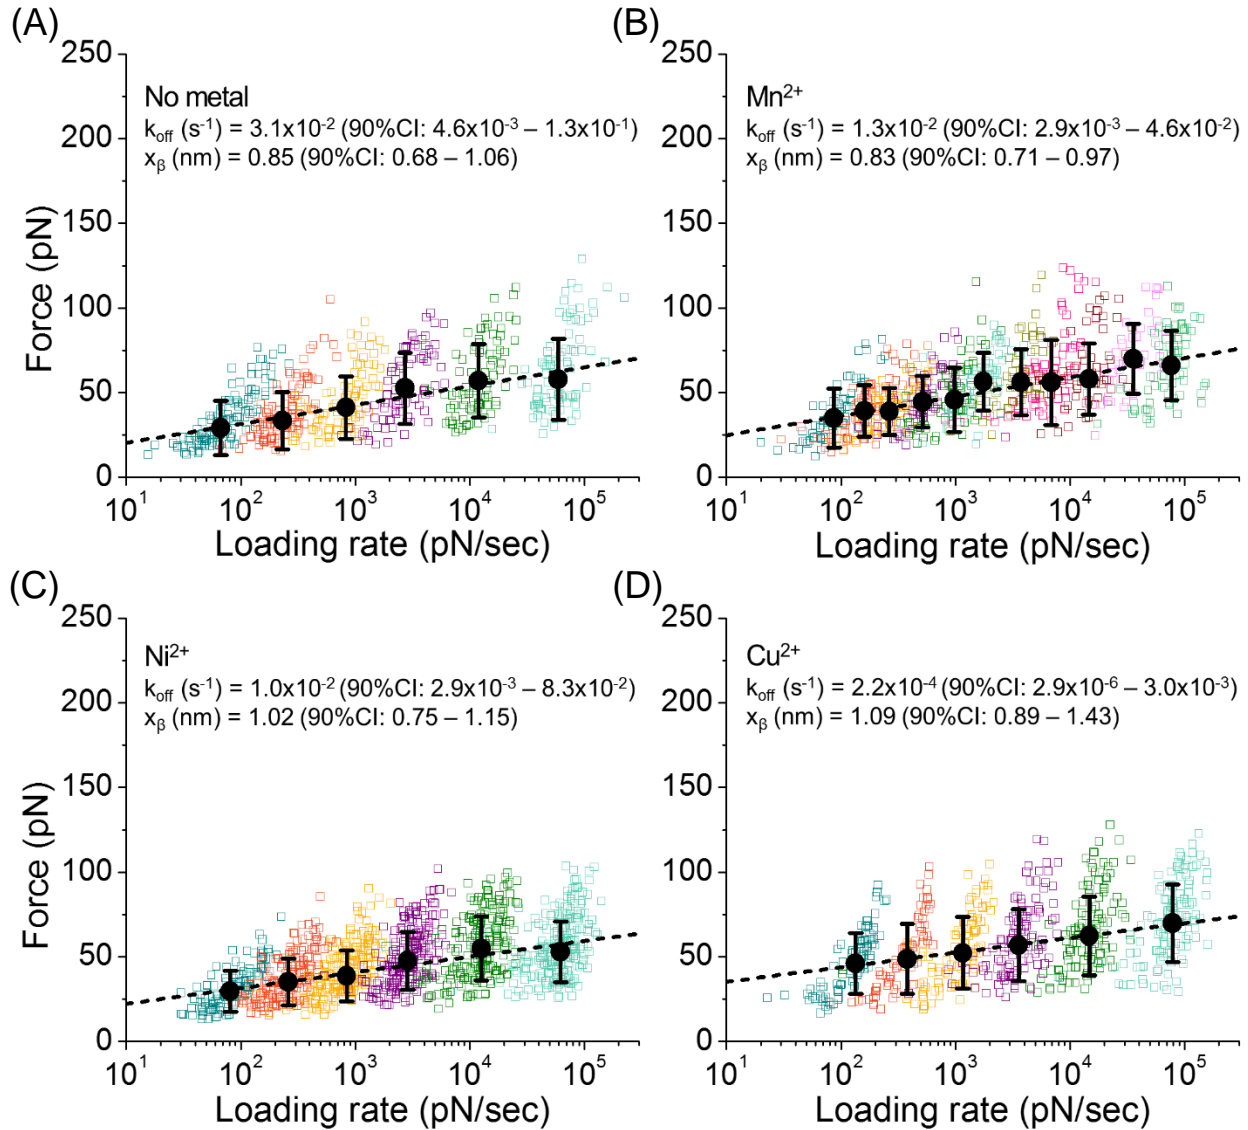 (A)
250
200
150
100
50
0
Force (pN)
No metal
k_off (s⁻¹) = 3.1x10⁻² (90%CI: 4.6x10⁻³ – 1.3x10⁻¹)
x_β (nm) = 0.85 (90%CI: 0.68 – 1.06)
10¹ 10² 10³ 10⁴ 10⁵
Loading rate (pN/sec)
(B)
250
200
150
100
50
0
Mn²⁺
k_off (s⁻¹) = 1.3x10⁻² (90%CI: 2.9x10⁻³ – 4.6x10⁻²)
x_β (nm) = 0.83 (90%CI: 0.71 – 0.97)
10¹ 10² 10³ 10⁴ 10⁵
Loading rate (pN/sec)
(C)
250
200
150
100
50
0
Force (pN)
Ni²⁺
k_off (s⁻¹) = 1.0x10⁻² (90%CI: 2.9x10⁻³ – 8.3x10⁻²)
x_β (nm) = 1.02 (90%CI: 0.75 – 1.15)
10¹ 10² 10³ 10⁴ 10⁵
Loading rate (pN/sec)
(D)
250
200
150
100
50
0
Cu²⁺
k_off (s⁻¹) = 2.2x10⁻⁴ (90%CI: 2.9x10⁻⁶ – 3.0x10⁻³)
x_β (nm) = 1.09 (90%CI: 0.89 – 1.43)
10¹ 10² 10³ 10⁴ 10⁵
Loading rate (pN/sec)